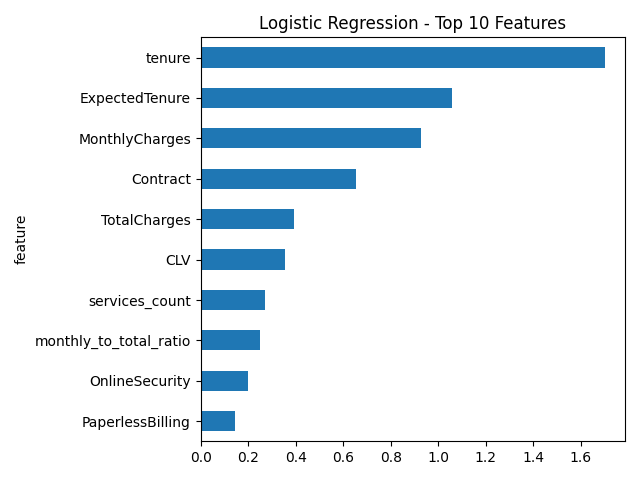 Logistic Regression - Top 10 Features
tenure
ExpectedTenure
MonthlyCharges
Contract
TotalCharges
CLV
services_count
monthly_to_total_ratio
OnlineSecurity
PaperlessBilling
feature
0.0 0.2 0.4 0.6 0.8 1.0 1.2 1.4 1.6